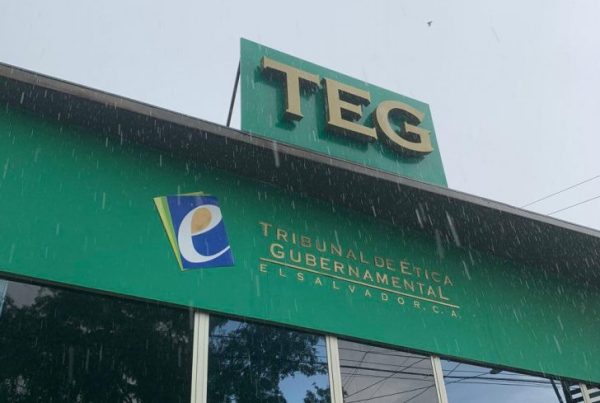 TEG
e
TRIBUNAL DE ÉTICA
GUBERNAMENTAL
EL SALVADOR, C. A.